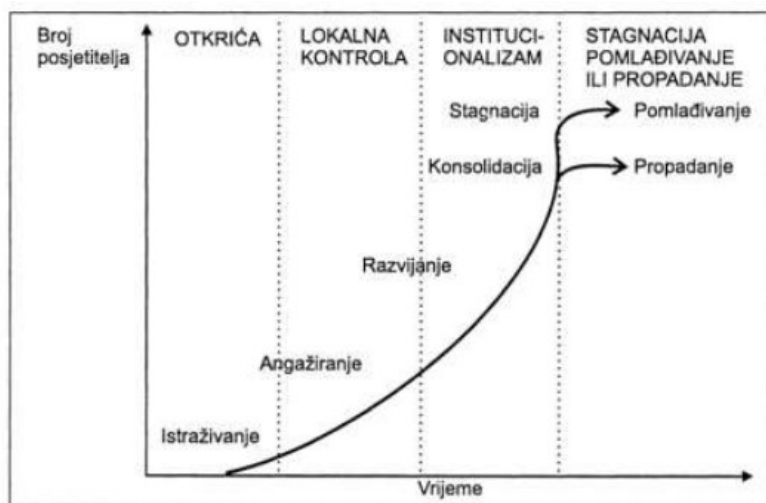 Broj
posjetitelja
OTKRIĆA
LOKALNA
KONTROLA
INSTITUCI-
ONALIZAM
STAGNACIJA
POMLAĐIVANJE
ILI PROPADANJE
Stagnacija
Pomlađivanje
Konsolidacija
Propadanje
Razvijanje
Angažiranje
Istraživanje
Vrijeme